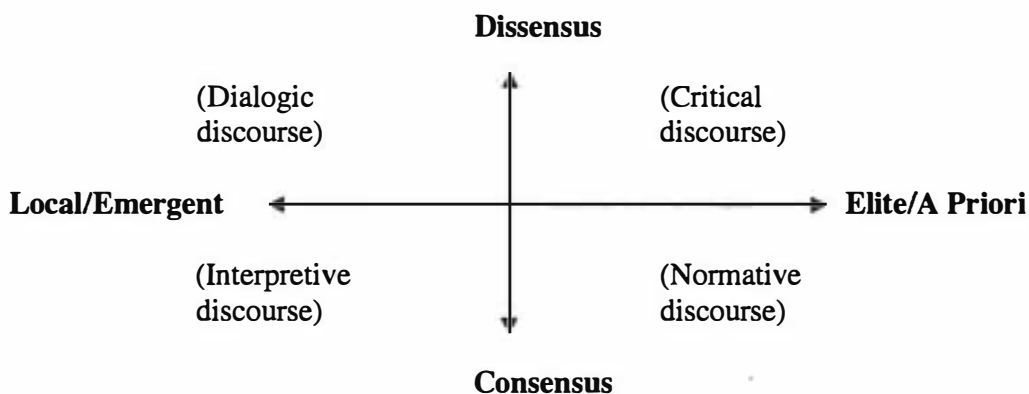 Dissensus
(Dialogic
discourse)
(Critical
discourse)
Local/Emergent
Elite/A Priori
(Interpretive
discourse)
(Normative
discourse)
Consensus